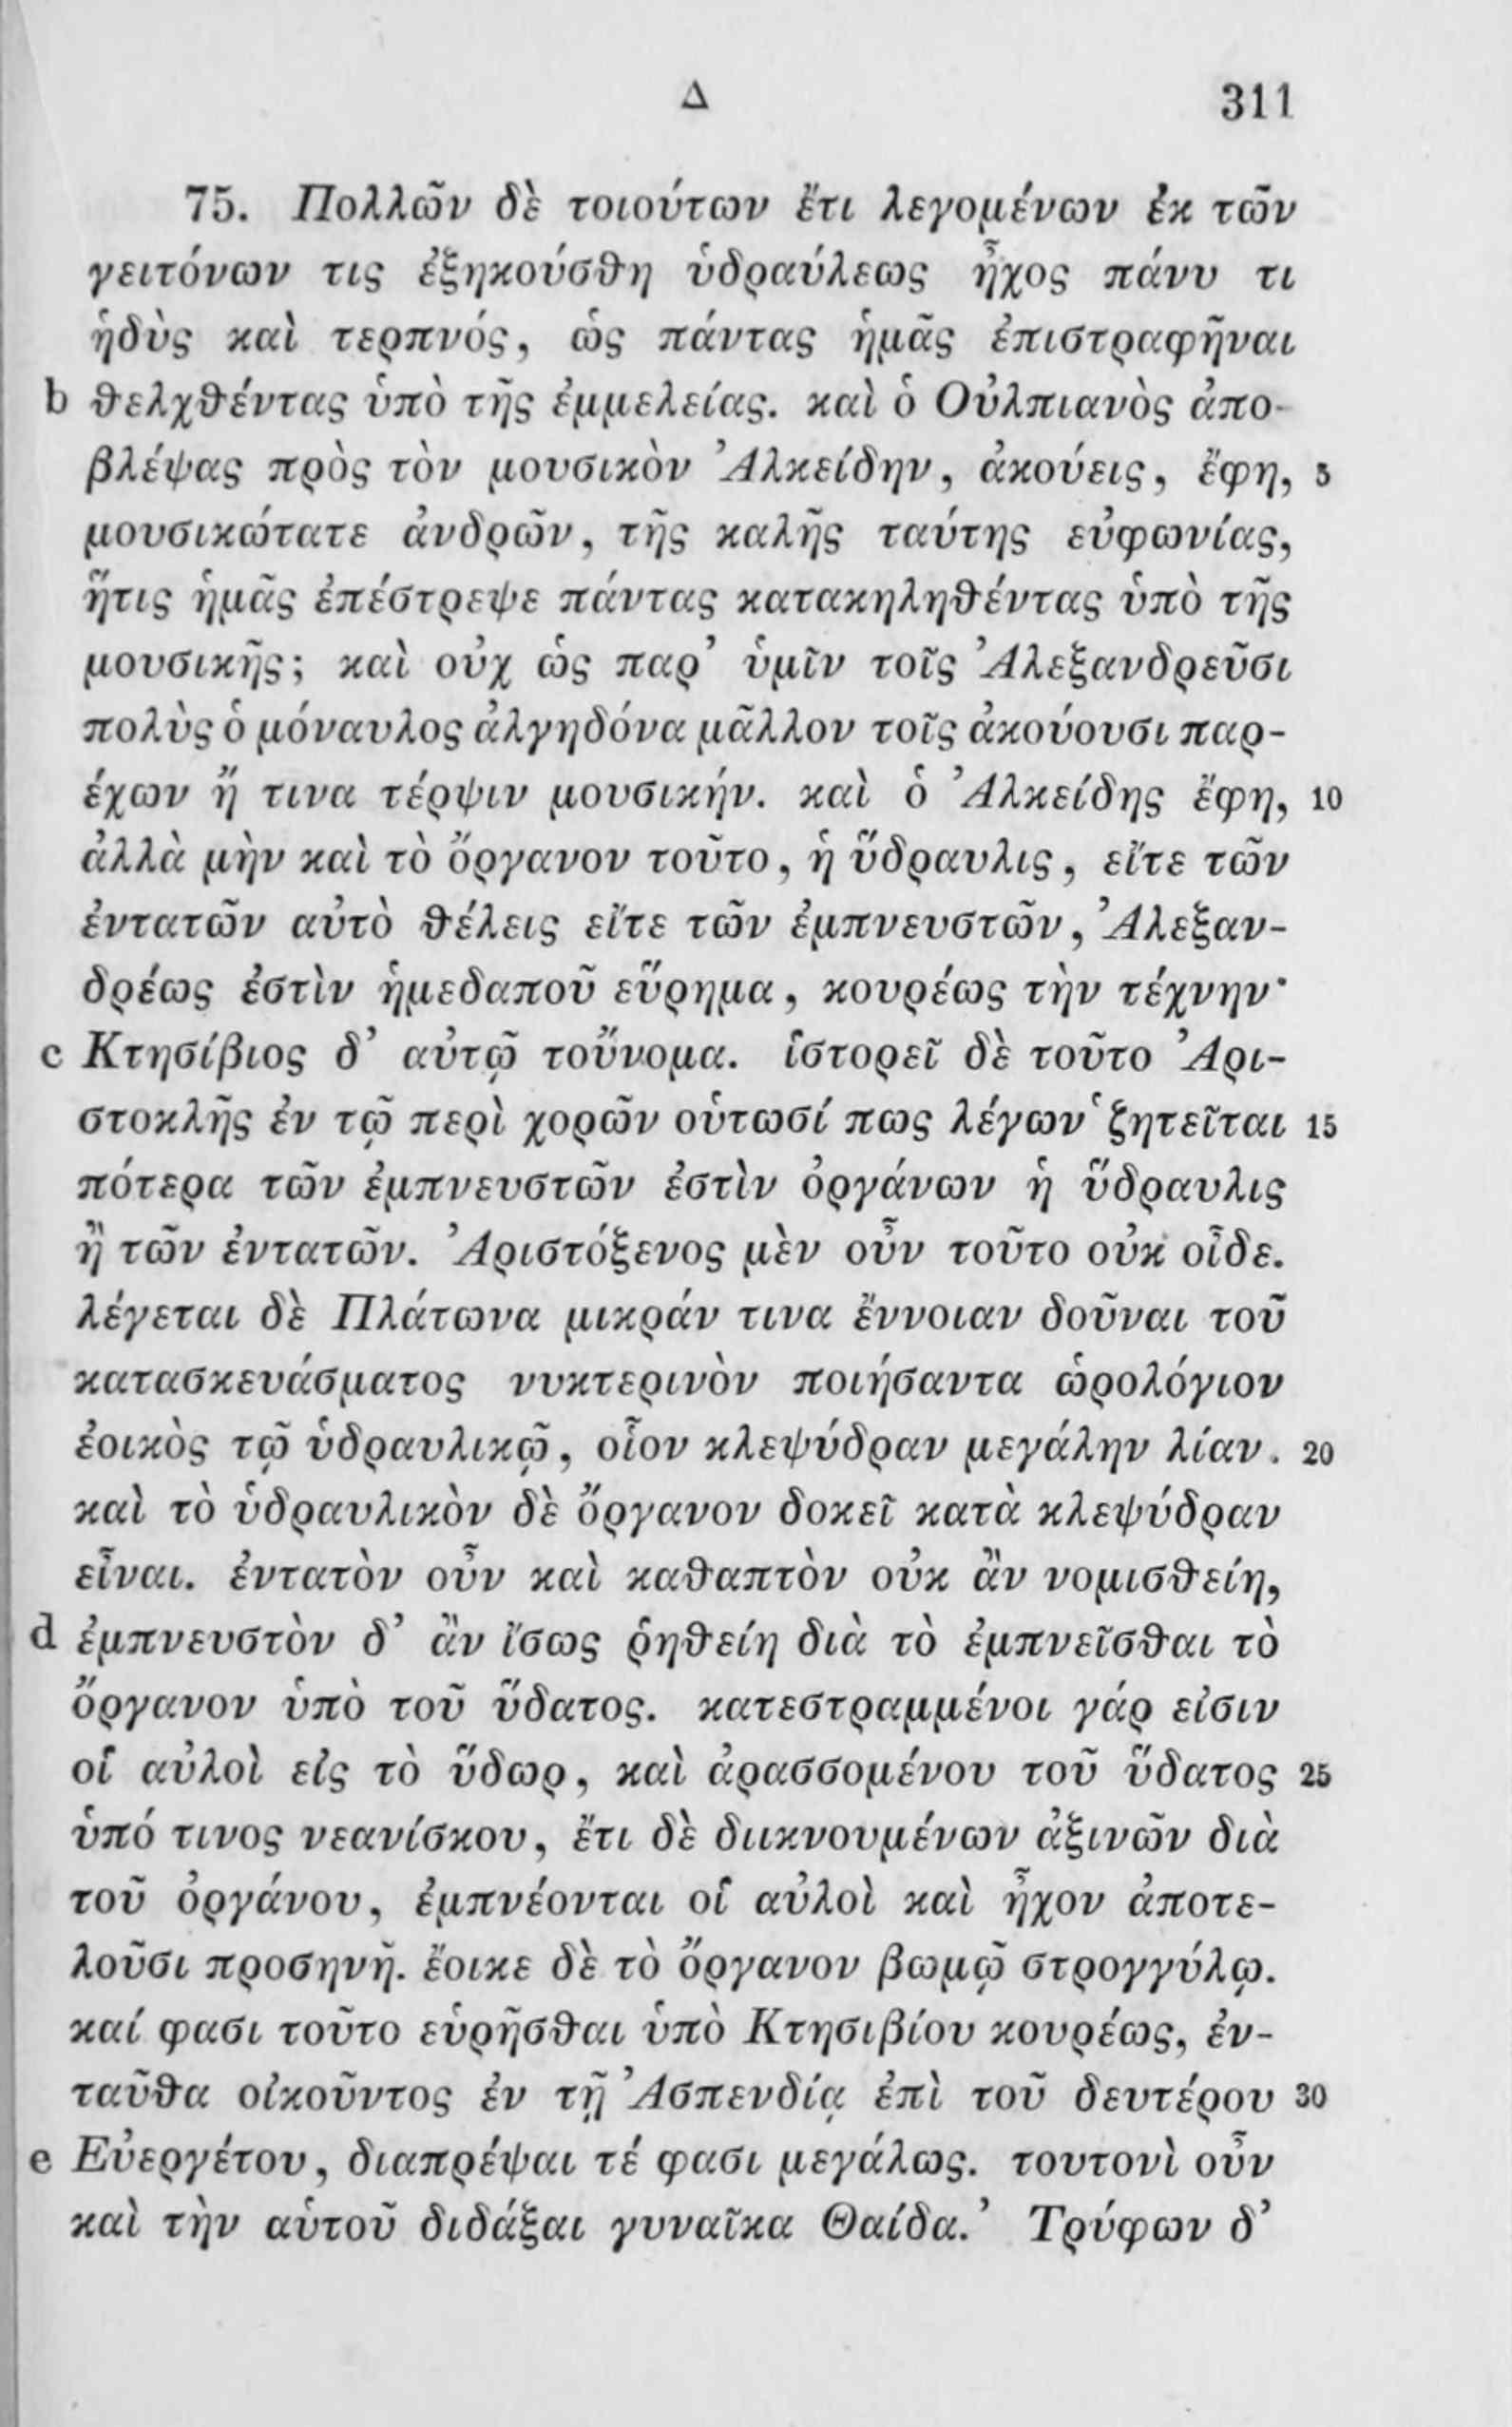 Δ 311
75. Πολλῶν δὲ τοιούτων ἔτι λεγομένων ἐκ τῶν
γειτόνων τις ἐξηκούσθη ὑδραύλεως ἦχος πάνυ τι
ἡδὺς καὶ τερπνός, ὡς πάντας ἡμᾶς ἐπιστραφῆναι
b θελχθέντας ὑπὸ τῆς ἐμμελείας. καὶ ὁ Οὐλπιανὸς ἀπο-
βλέψας πρὸς τὸν μουσικὸν Ἀλκείδην, ἀκούεις, ἔφη, 5
μουσικώτατε ἀνδρῶν, τῆς καλῆς ταύτης εὐφωνίας,
ἥτις ἡμᾶς ἐπέστρεψε πάντας κατακηληθέντας ὑπὸ τῆς
μουσικῆς; καὶ οὐχ ὡς παρ’ ὑμῖν τοῖς Ἀλεξανδρεῦσι
πολὺς ὁ μόναυλος ἀλγηδόνα μᾶλλον τοῖς ἀκούουσι παρ-
έχων ἤ τινα τέρψιν μουσικήν. καὶ ὁ Ἀλκείδης ἔφη, 10
ἀλλὰ μὴν καὶ τὸ ὄργανον τοῦτο, ἡ ὕδραυλις, εἴτε τῶν
ἐντατῶν αὐτὸ θέλεις εἴτε τῶν ἐμπνευστῶν, Ἀλεξαν-
δρέως ἐστὶν ἡμεδαποῦ εὕρημα, κουρέως τὴν τέχνην·
c Κτησίβιος δ’ αὐτῷ τοὔνομα. ἱστορεῖ δὲ τοῦτο Ἀρι-
στοκλῆς ἐν τῷ περὶ χορῶν οὑτωσί πως λέγων ‘ζητεῖται 15
πότερα τῶν ἐμπνευστῶν ἐστὶν ὀργάνων ἡ ὕδραυλις
ἢ τῶν ἐντατῶν. Ἀριστόξενος μὲν οὖν τοῦτο οὐκ οἶδε.
λέγεται δὲ Πλάτωνα μικράν τινα ἔννοιαν δοῦναι τοῦ
κατασκευάσματος νυκτερινὸν ποιήσαντα ὡρολόγιον
ἐοικὸς τῷ ὑδραυλικῷ, οἷον κλεψύδραν μεγάλην λίαν. 20
καὶ τὸ ὑδραυλικὸν δὲ ὄργανον δοκεῖ κατὰ κλεψύδραν
εἶναι. ἐντατὸν οὖν καὶ καθαπτὸν οὐκ ἂν νομισθείη,
d ἐμπνευστὸν δ’ ἂν ἴσως ῥηθείη διὰ τὸ ἐμπνεῖσθαι τὸ
ὄργανον ὑπὸ τοῦ ὕδατος. κατεστραμμένοι γάρ εἰσιν
οἱ αὐλοὶ εἰς τὸ ὕδωρ, καὶ ἀρασσομένου τοῦ ὕδατος 25
ὑπό τινος νεανίσκου, ἔτι δὲ διικνουμένων ἀξινῶν διὰ
τοῦ ὀργάνου, ἐμπνέονται οἱ αὐλοὶ καὶ ἦχον ἀποτε-
λοῦσι προσηνῆ. ἔοικε δὲ τὸ ὄργανον βωμῷ στρογγύλῳ.
καί φασι τοῦτο εὑρῆσθαι ὑπὸ Κτησιβίου κουρέως, ἐν-
ταῦθα οἰκοῦντος ἐν τῇ Ἀσπενδίᾳ ἐπὶ τοῦ δευτέρου 30
e Εὐεργέτου, διαπρέψαι τέ φασι μεγάλως. τουτονὶ οὖν
καὶ τὴν αὑτοῦ διδάξαι γυναῖκα Θαίδα.’ Τρύφων δ’